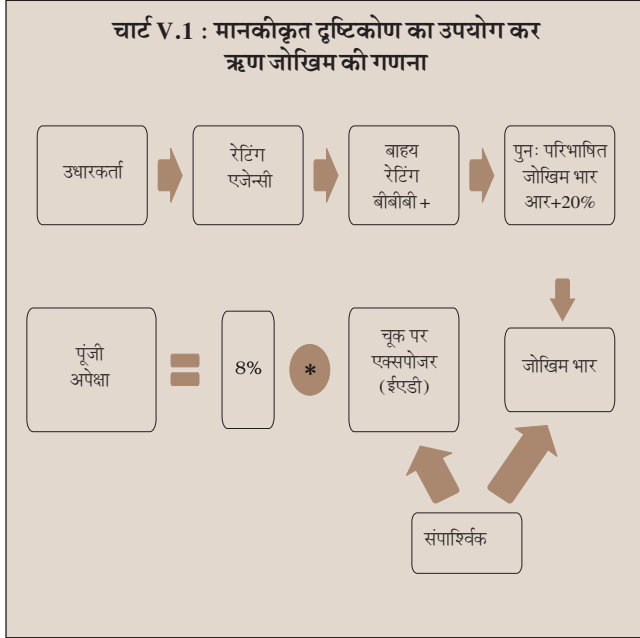 चार्ट V.1 : मानकीकृत दृष्टिकोण का उपयोग कर
ऋण जोखिम की गणना
उधारकर्ता
रेटिंग
एजेन्सी
बाहय
रेटिंग
बीबीबी +
पुनः परिभाषित
जोखिम भार
आर+20%
पूंजी
अपेक्षा
=
8%
*
चूक पर
एक्सपोजर
(ईएडी)
जोखिम भार
संपार्श्विक